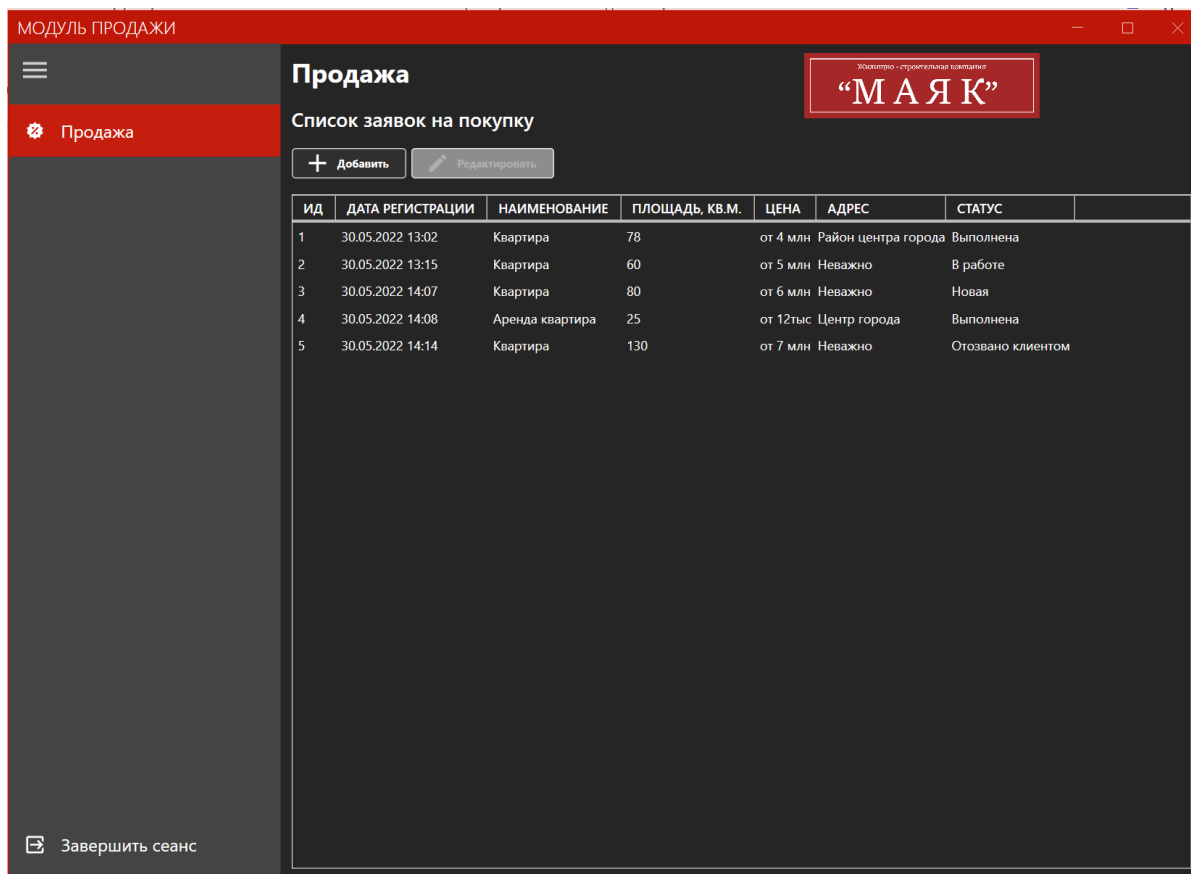 МОДУЛЬ ПРОДАЖИ
Продажа
Жилищно - строительная компания
“МАЯК”
Продажа
Список заявок на покупку
Добавить Редактировать
ИД ДАТА РЕГИСТРАЦИИ НАИМЕНОВАНИЕ ПЛОЩАДЬ, КВ.М. ЦЕНА АДРЕС СТАТУС
1 30.05.2022 13:02 Квартира 78 от 4 млн Район центра города Выполнена
2 30.05.2022 13:15 Квартира 60 от 5 млн Неважно В работе
3 30.05.2022 14:07 Квартира 80 от 6 млн Неважно Новая
4 30.05.2022 14:08 Аренда квартира 25 от 12тыс Центр города Выполнена
5 30.05.2022 14:14 Квартира 130 от 7 млн Неважно Отозвано клиентом
Завершить сеанс